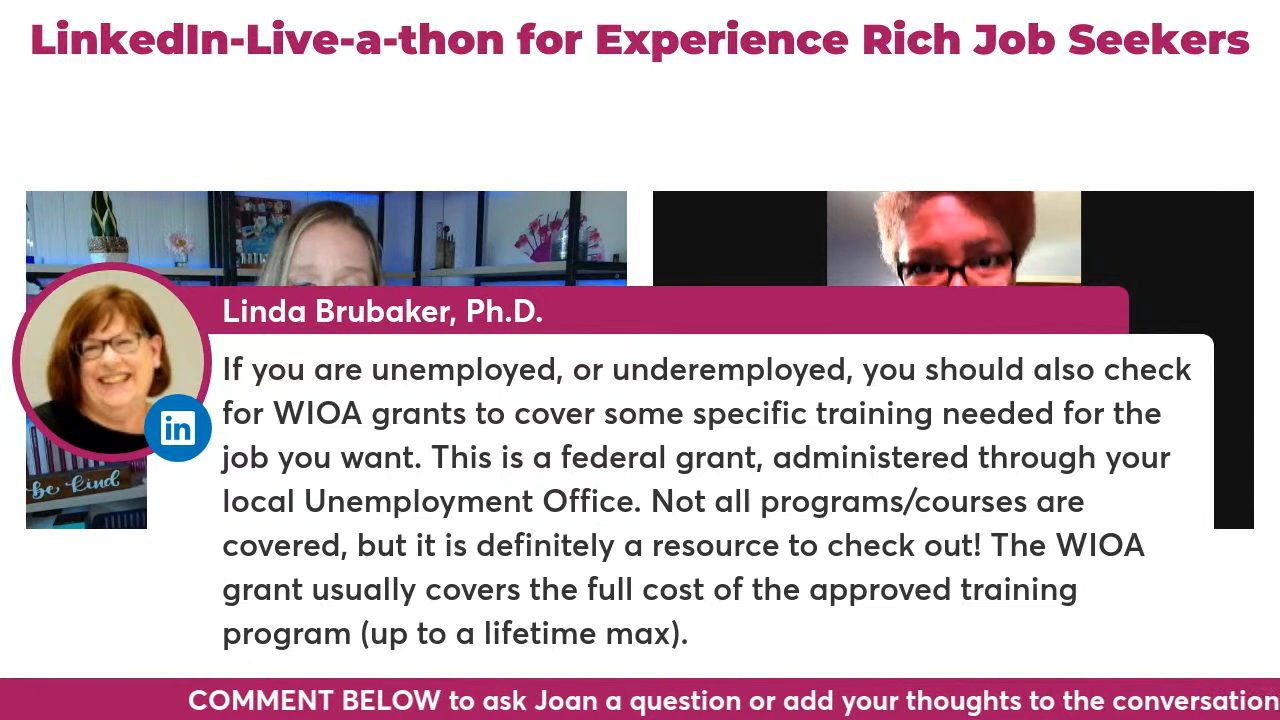 LinkedIn-Live-a-thon for Experience Rich Job Seekers
Linda Brubaker, Ph.D.
If you are unemployed, or underemployed, you should also check
for WIOA grants to cover some specific training needed for the
job you want. This is a federal grant, administered through your
local Unemployment Office. Not all programs/courses are
covered, but it is definitely a resource to check out! The WIOA
grant usually covers the full cost of the approved training
program (up to a lifetime max).
in
be kind
COMMENT BELOW to ask Joan a question or add your thoughts to the conversation